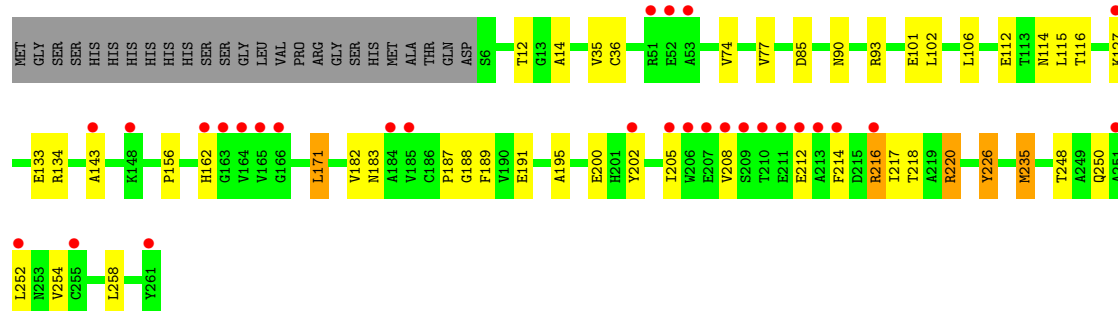 MET GLY SER SER HIS HIS HIS HIS HIS HIS SER SER GLY LEU VAL PRO ARG GLY SER HIS MET ALA THR GLN ASP S6 T12 G13 A14 V35 C36 R51 E52 A53 V74 V77 D85 N90 R93 E101 L102 L106 E112 T113 N114 L115 T116 K127
E133 R134 A143 K148 P156 H162 G163 V164 V165 G166 L171 V182 N183 A184 V185 C186 P187 G188 F189 V190 E191 A195 E200 H201 Y202 I205 W206 E207 V208 S209 T210 E211 E212 A213 F214 D215 R216 I217 T218 A219 R220 Y226 M235 T248 A249 Q250 A251
L252 N253 V254 C255 L258 Y261